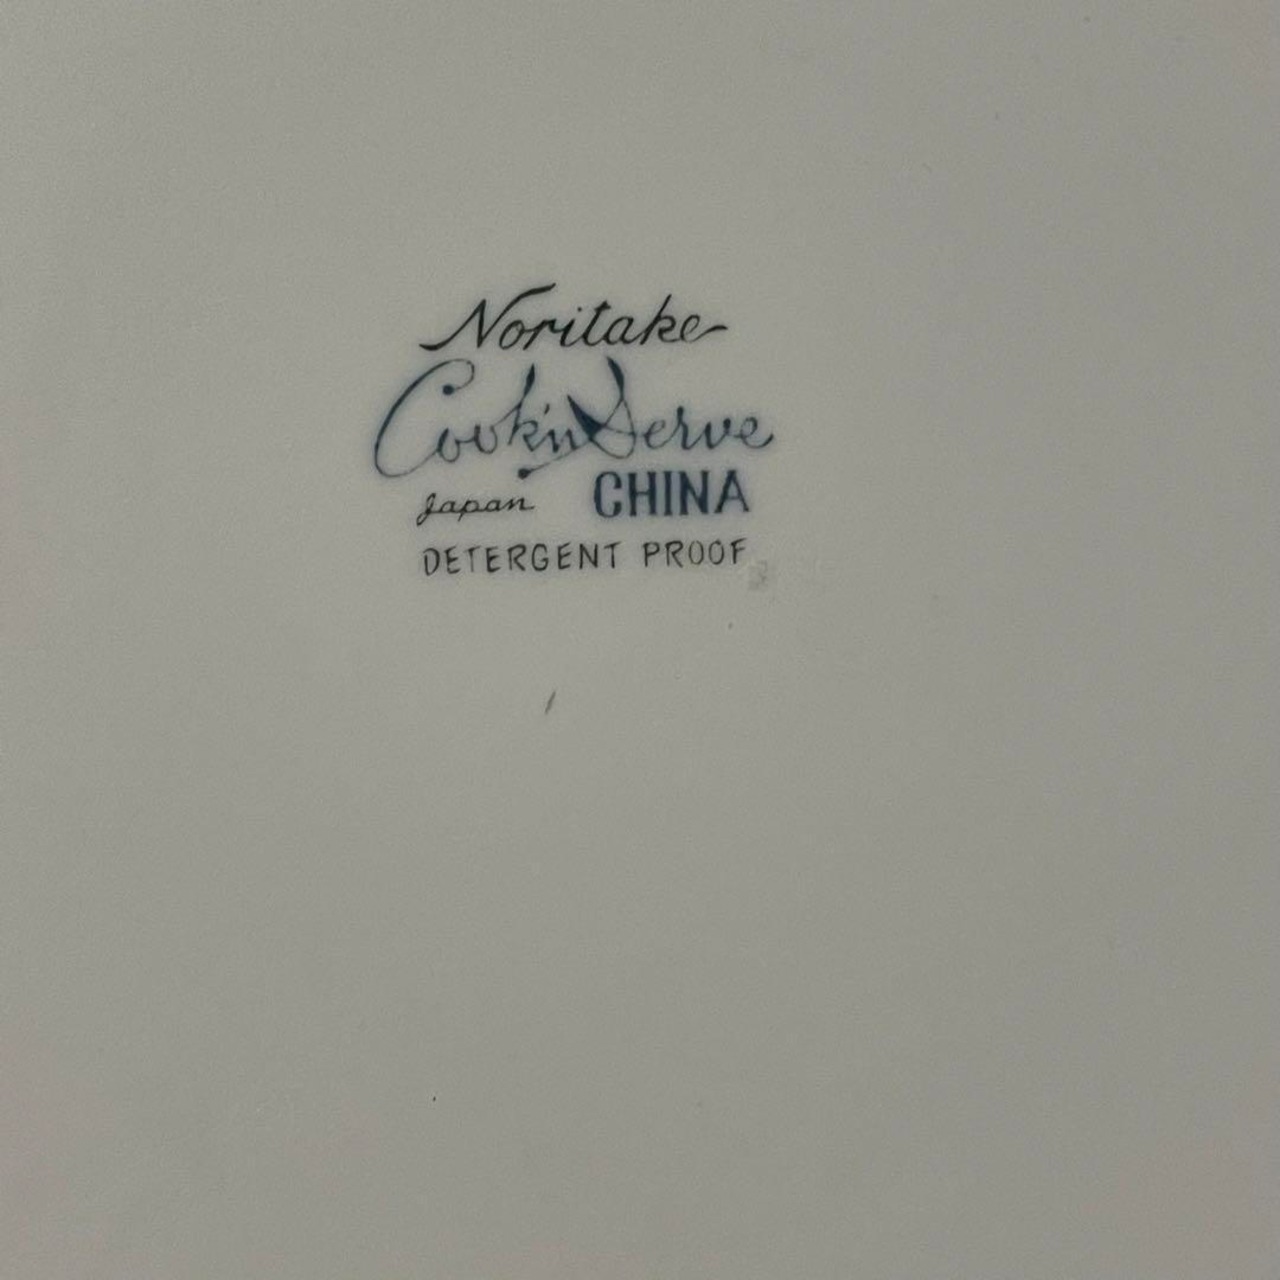 Noritake
Cook'n Serve
Japan CHINA
DETERGENT PROOF